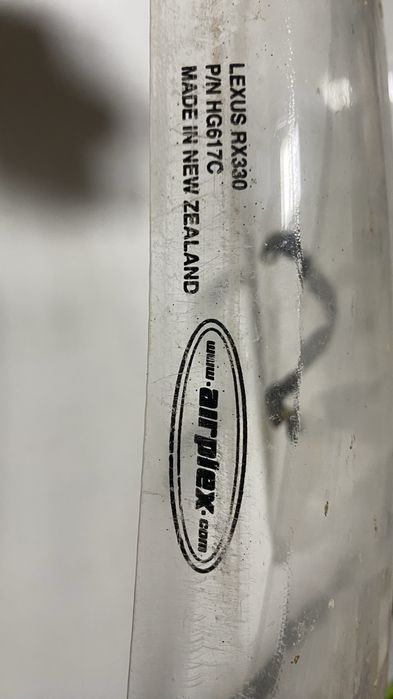 LEXUS RX330
P/N HG617C
MADE IN NEW ZEALAND
www.airplex.com